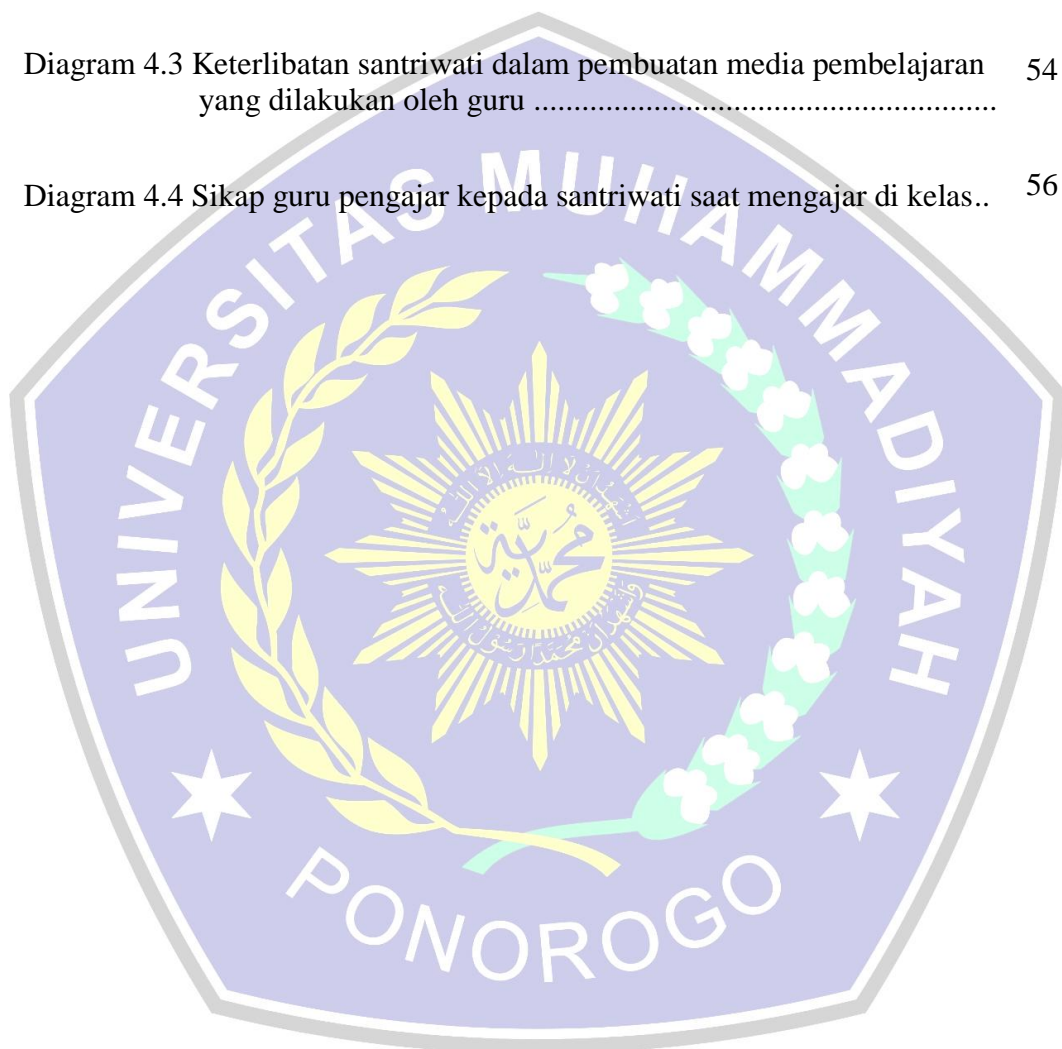 Diagram 4.3 Keterlibatan santriwati dalam pembuatan media pembelajaran 54
yang dilakukan oleh guru ........................................................
Diagram 4.4 Sikap guru pengajar kepada santriwati saat mengajar di kelas.. 56
UNIVERSITAS MUHAMMADIYAH
محمدية
PONOROGO